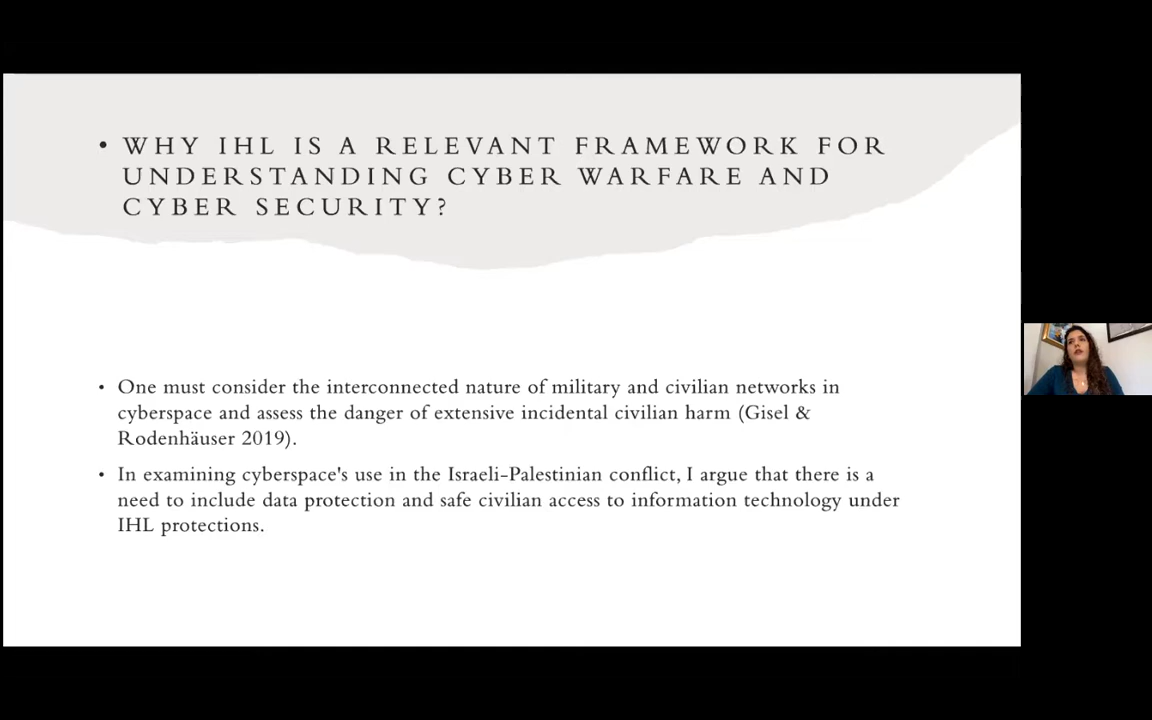 • WHY IHL IS A RELEVANT FRAMEWORK FOR
UNDERSTANDING CYBER WARFARE AND
CYBER SECURITY?
• One must consider the interconnected nature of military and civilian networks in
cyberspace and assess the danger of extensive incidental civilian harm (Gisel &
Rodenhäuser 2019).
• In examining cyberspace's use in the Israeli-Palestinian conflict, I argue that there is a
need to include data protection and safe civilian access to information technology under
IHL protections.